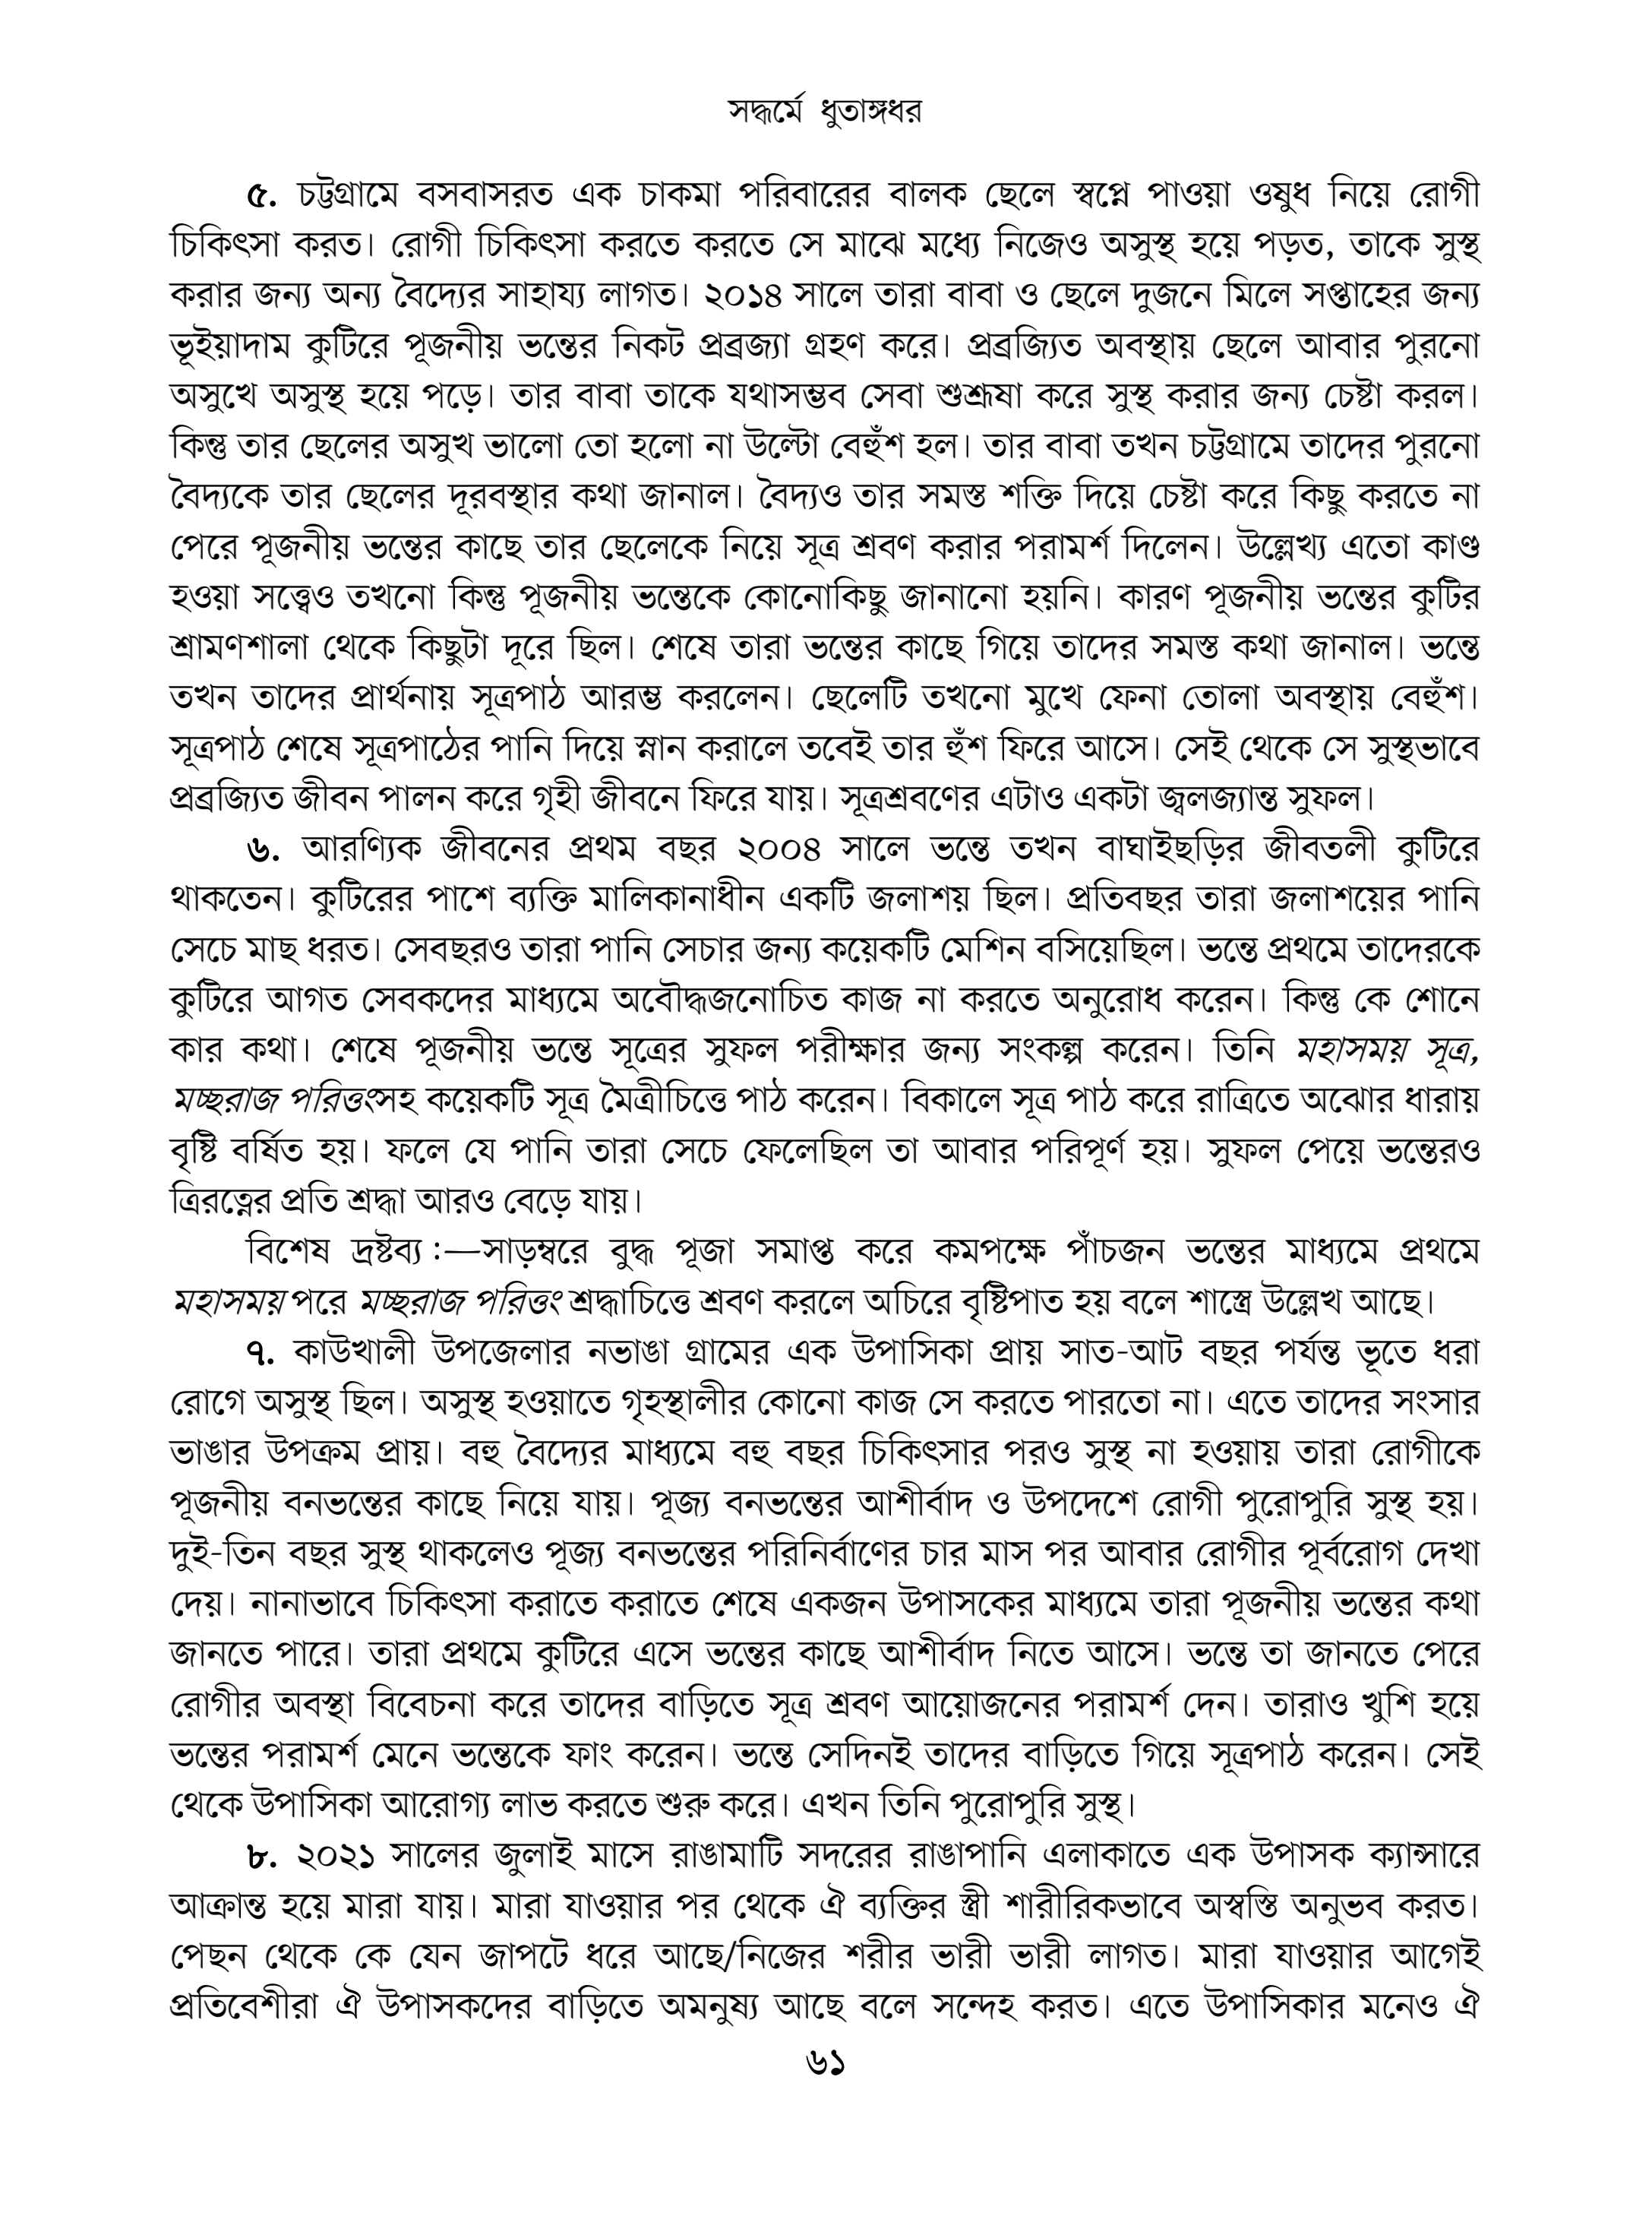 সদ্ধর্মে ধুতাঙ্গধর
৫. চট্টগ্রামে বসবাসরত এক চাকমা পরিবারের বালক ছেলে স্বপ্নে পাওয়া ওষুধ নিয়ে রোগী
চিকিৎসা করত। রোগী চিকিৎসা করতে করতে সে মাঝে মধ্যে নিজেও অসুস্থ হয়ে পড়ত, তাকে সুস্থ
করার জন্য অন্য বৈদ্যের সাহায্য লাগত। ২০১৪ সালে তারা বাবা ও ছেলে দুজনে মিলে সপ্তাহের জন্য
ভূইয়াদাম কুটিরে পূজনীয় ভন্তের নিকট প্রব্রজ্যা গ্রহণ করে। প্রব্রজ্যিত অবস্থায় ছেলে আবার পুরনো
অসুখে অসুস্থ হয়ে পড়ে। তার বাবা তাকে যথাসম্ভব সেবা শুশ্রূষা করে সুস্থ করার জন্য চেষ্টা করল।
কিন্তু তার ছেলের অসুখ ভালো তো হলো না উল্টো বেহুঁশ হল। তার বাবা তখন চট্টগ্রামে তাদের পুরনো
বৈদ্যকে তার ছেলের দূরবস্থার কথা জানাল। বৈদ্যও তার সমস্ত শক্তি দিয়ে চেষ্টা করে কিছু করতে না
পেরে পূজনীয় ভন্তের কাছে তার ছেলেকে নিয়ে সূত্র শ্রবণ করার পরামর্শ দিলেন। উল্লেখ্য এতো কাণ্ড
হওয়া সত্ত্বেও তখনো কিন্তু পূজনীয় ভন্তেকে কোনোকিছু জানানো হয়নি। কারণ পূজনীয় ভন্তের কুটির
শ্রামণশালা থেকে কিছুটা দূরে ছিল। শেষে তারা ভন্তের কাছে গিয়ে তাদের সমস্ত কথা জানাল। ভন্তে
তখন তাদের প্রার্থনায় সূত্রপাঠ আরম্ভ করলেন। ছেলেটি তখনো মুখে ফেনা তোলা অবস্থায় বেহুঁশ।
সূত্রপাঠ শেষে সূত্রপাঠের পানি দিয়ে স্নান করালে তবেই তার হুঁশ ফিরে আসে। সেই থেকে সে সুস্থভাবে
প্রব্রজ্যিত জীবন পালন করে গৃহী জীবনে ফিরে যায়। সূত্রশ্রবণের এটাও একটা জ্বলজ্যান্ত সুফল।
৬. আরণ্যিক জীবনের প্রথম বছর ২০০৪ সালে ভন্তে তখন বাঘাইছড়ির জীবতলী কুটিরে
থাকতেন। কুটিরের পাশে ব্যক্তি মালিকানাধীন একটি জলাশয় ছিল। প্রতিবছর তারা জলাশয়ের পানি
সেচে মাছ ধরত। সেবছরও তারা পানি সেচার জন্য কয়েকটি মেশিন বসিয়েছিল। ভন্তে প্রথমে তাদেরকে
কুটিরে আগত সেবকদের মাধ্যমে অবৌদ্ধজনোচিত কাজ না করতে অনুরোধ করেন। কিন্তু কে শোনে
কার কথা। শেষে পূজনীয় ভন্তে সূত্রের সুফল পরীক্ষার জন্য সংকল্প করেন। তিনি মহাসময় সূত্র,
মচ্ছরাজ পরিত্তংসহ কয়েকটি সূত্র মৈত্রীচিত্তে পাঠ করেন। বিকালে সূত্র পাঠ করে রাত্রিতে অঝোর ধারায়
বৃষ্টি বর্ষিত হয়। ফলে যে পানি তারা সেচে ফেলেছিল তা আবার পরিপূর্ণ হয়। সুফল পেয়ে ভন্তেরও
ত্রিরত্নের প্রতি শ্রদ্ধা আরও বেড়ে যায়।
বিশেষ দ্রষ্টব্য :—সাড়ম্বরে বুদ্ধ পূজা সমাপ্ত করে কমপক্ষে পাঁচজন ভন্তের মাধ্যমে প্রথমে
মহাসময় পরে মচ্ছরাজ পরিত্তং শ্রদ্ধাচিত্তে শ্রবণ করলে অচিরে বৃষ্টিপাত হয় বলে শাস্ত্রে উল্লেখ আছে।
৭. কাউখালী উপজেলার নভাঙা গ্রামের এক উপাসিকা প্রায় সাত-আট বছর পর্যন্ত ভূতে ধরা
রোগে অসুস্থ ছিল। অসুস্থ হওয়াতে গৃহস্থালীর কোনো কাজ সে করতে পারতো না। এতে তাদের সংসার
ভাঙার উপক্রম প্রায়। বহু বৈদ্যের মাধ্যমে বহু বছর চিকিৎসার পরও সুস্থ না হওয়ায় তারা রোগীকে
পূজনীয় বনভন্তের কাছে নিয়ে যায়। পূজ্য বনভন্তের আশীর্বাদ ও উপদেশে রোগী পুরোপুরি সুস্থ হয়।
দুই-তিন বছর সুস্থ থাকলেও পূজ্য বনভন্তের পরিনির্বাণের চার মাস পর আবার রোগীর পূর্বরোগ দেখা
দেয়। নানাভাবে চিকিৎসা করাতে করাতে শেষে একজন উপাসকের মাধ্যমে তারা পূজনীয় ভন্তের কথা
জানতে পারে। তারা প্রথমে কুটিরে এসে ভন্তের কাছে আশীর্বাদ নিতে আসে। ভন্তে তা জানতে পেরে
রোগীর অবস্থা বিবেচনা করে তাদের বাড়িতে সূত্র শ্রবণ আয়োজনের পরামর্শ দেন। তারাও খুশি হয়ে
ভন্তের পরামর্শ মেনে ভন্তেকে ফাং করেন। ভন্তে সেদিনই তাদের বাড়িতে গিয়ে সূত্রপাঠ করেন। সেই
থেকে উপাসিকা আরোগ্য লাভ করতে শুরু করে। এখন তিনি পুরোপুরি সুস্থ।
৮. ২০২১ সালের জুলাই মাসে রাঙামাটি সদরের রাঙাপানি এলাকাতে এক উপাসক ক্যান্সারে
আক্রান্ত হয়ে মারা যায়। মারা যাওয়ার পর থেকে ঐ ব্যক্তির স্ত্রী শারীরিকভাবে অস্বস্তি অনুভব করত।
পেছন থেকে কে যেন জাপটে ধরে আছে/নিজের শরীর ভারী ভারী লাগত। মারা যাওয়ার আগেই
প্রতিবেশীরা ঐ উপাসকদের বাড়িতে অমনুষ্য আছে বলে সন্দেহ করত। এতে উপাসিকার মনেও ঐ
৬১